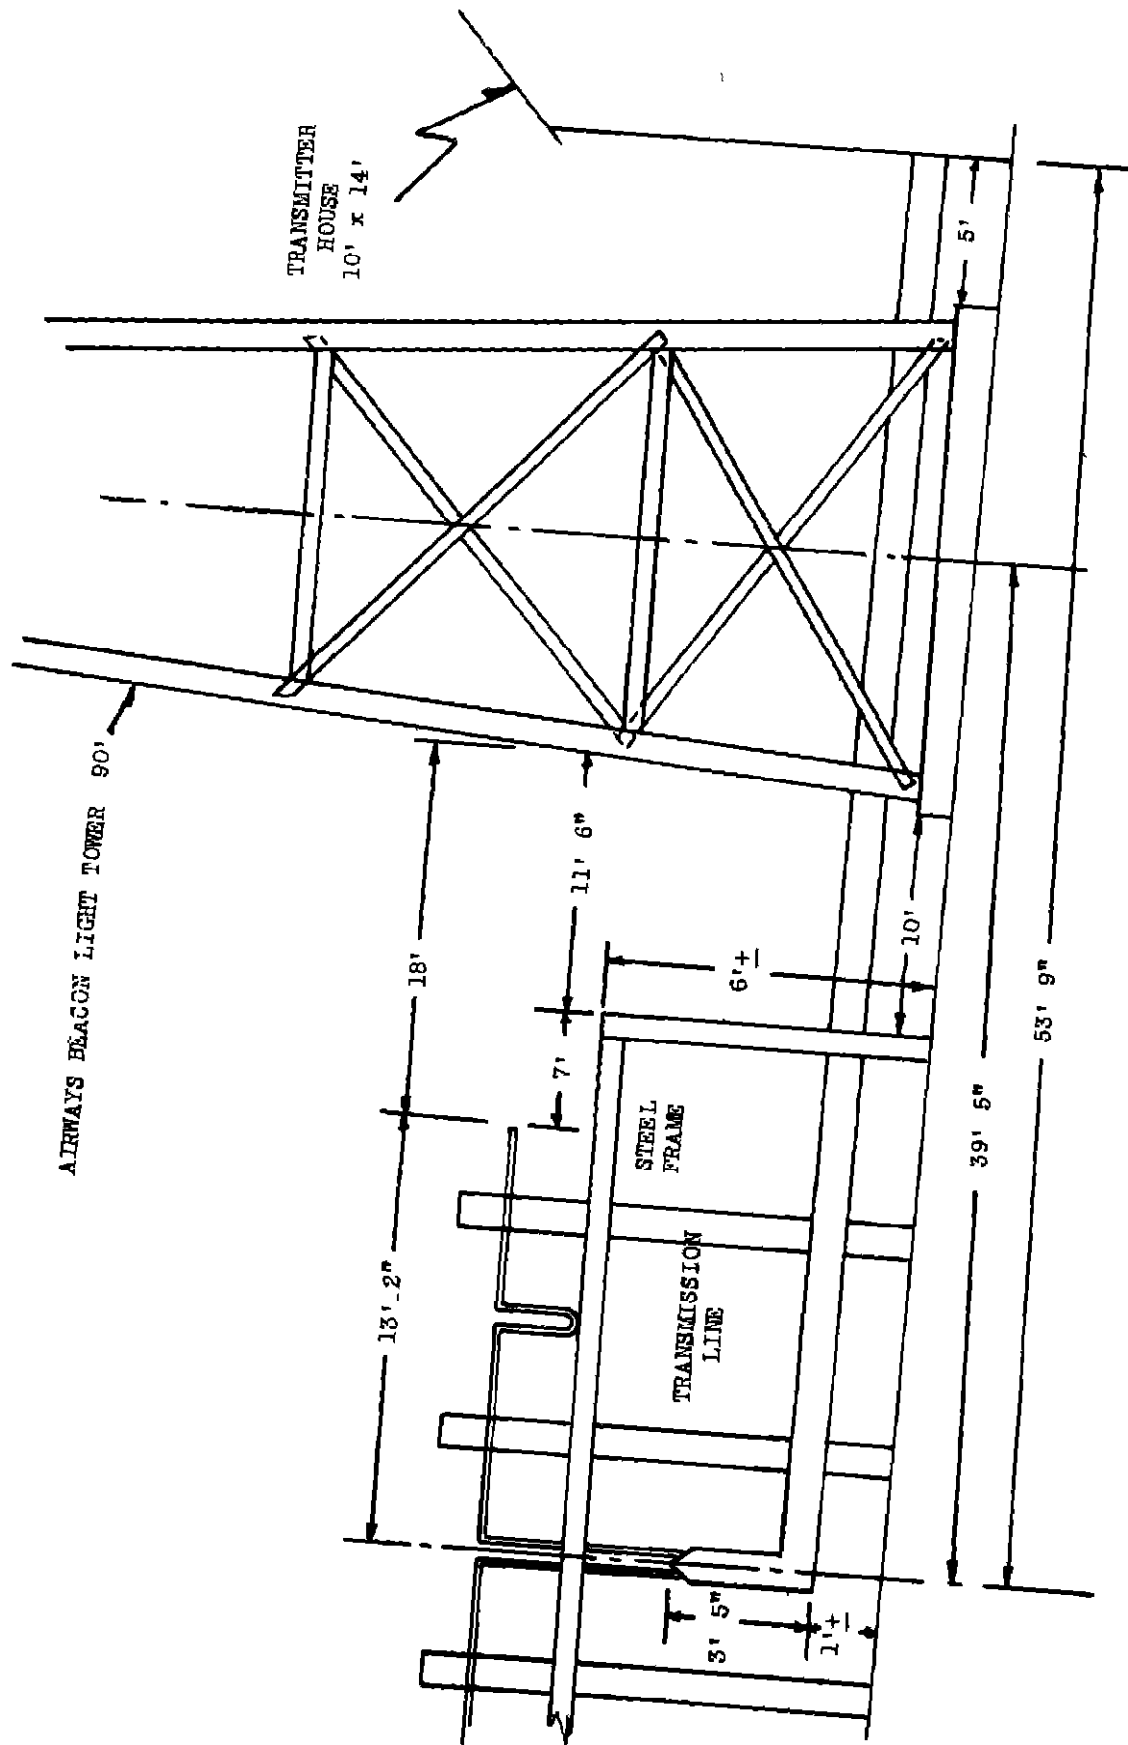 TRANSMITTER
HOUSE
10' x 14'
AIRWAYS BEACON LIGHT TOWER 90'
18'
13'-2"
11' 6"
7'
6'±
5'
10'
STEEL
FRAME
TRANSMISSION
LINE
3' 5"
1'±
39' 5"
53' 9"